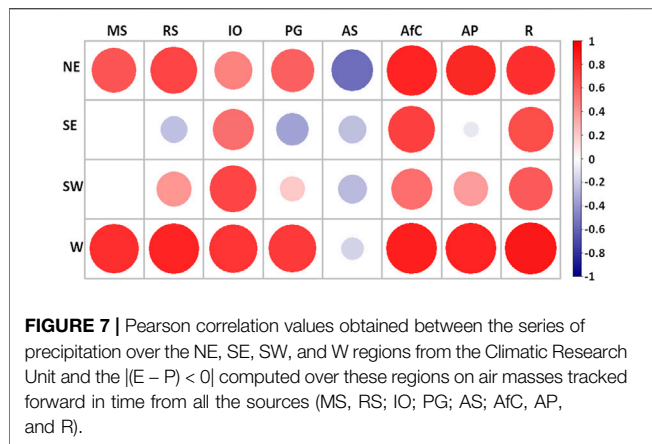 MS RS IO PG AS AfC AP R
NE
SE
SW
W
1
0.8
0.6
0.4
0.2
0
-0.2
-0.4
-0.6
-0.8
-1
FIGURE 7 | Pearson correlation values obtained between the series of
precipitation over the NE, SE, SW, and W regions from the Climatic Research
Unit and the |(E − P) < 0| computed over these regions on air masses tracked
forward in time from all the sources (MS, RS; IO; PG; AS; AfC, AP,
and R).